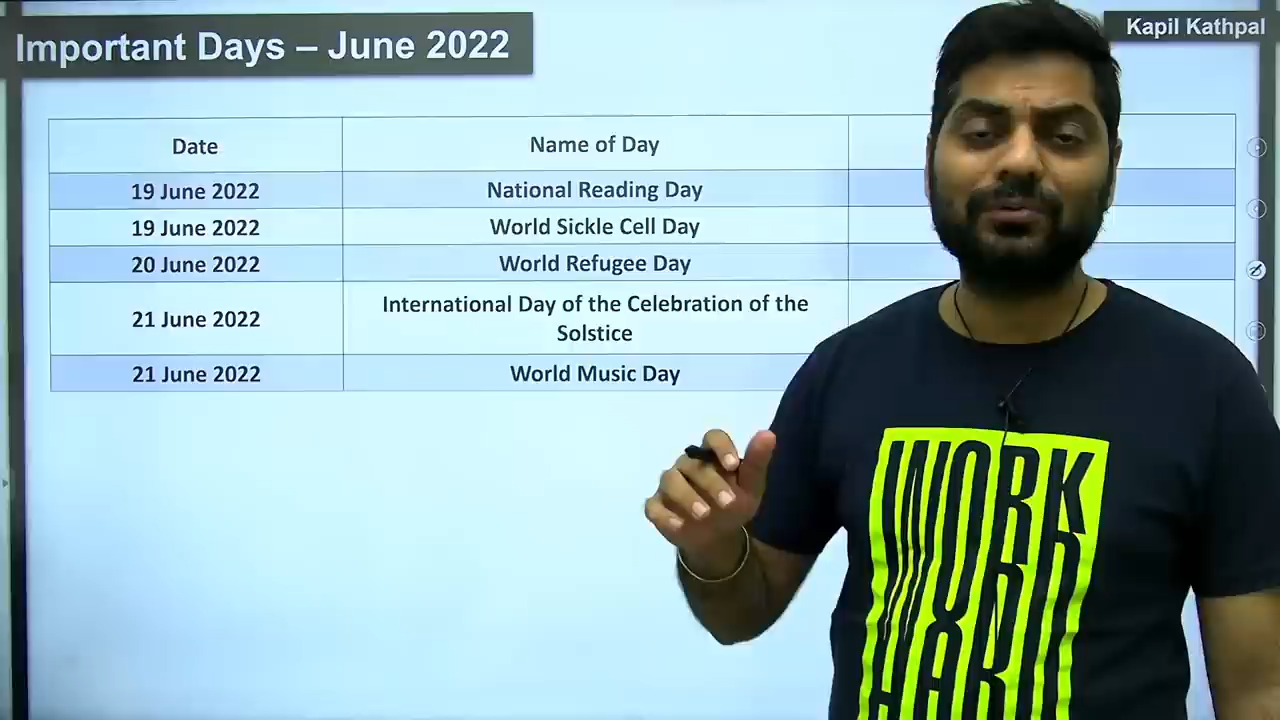 Important Days – June 2022
Kapil Kathpal
Date
Name of Day
19 June 2022
National Reading Day
19 June 2022
World Sickle Cell Day
20 June 2022
World Refugee Day
21 June 2022
International Day of the Celebration of the
Solstice
21 June 2022
World Music Day
WORK